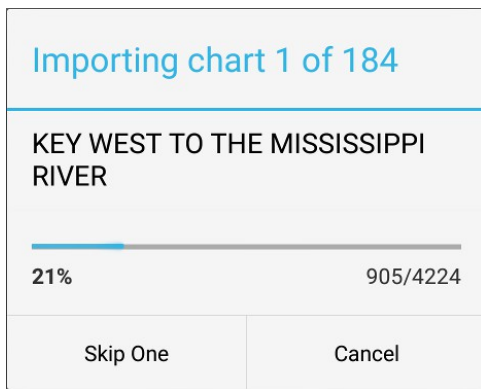 Importing chart 1 of 184
KEY WEST TO THE MISSISSIPPI
RIVER
21% 905/4224
Skip One Cancel